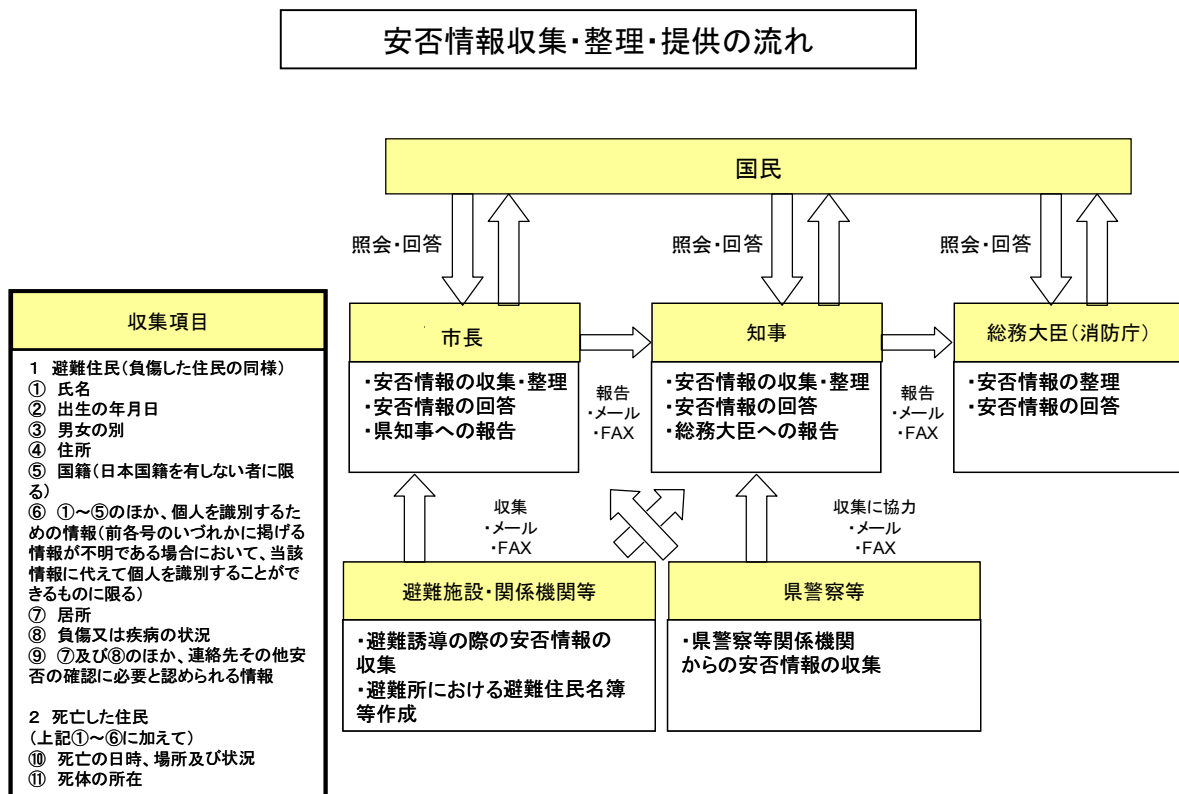 安否情報収集・整理・提供の流れ
国民
照会・回答
照会・回答
照会・回答
収集項目
1 避難住民(負傷した住民の同様)
① 氏名
② 出生の年月日
③ 男女の別
④ 住所
⑤ 国籍(日本国籍を有しない者に限
る)
⑥ ①~⑤のほか、個人を識別するた
めの情報(前各号のいづれかに掲げる
情報が不明である場合において、当該
情報に代えて個人を識別することがで
きるものに限る)
⑦ 居所
⑧ 負傷又は疾病の状況
⑨ ⑦及び⑧のほか、連絡先その他安
否の確認に必要と認められる情報
2 死亡した住民
(上記①~⑥に加えて)
⑩ 死亡の日時、場所及び状況
⑪ 死体の所在
市長
・安否情報の収集・整理
・安否情報の回答
・県知事への報告
報告
・メール
・FAX
知事
・安否情報の収集・整理
・安否情報の回答
・総務大臣への報告
報告
・メール
・FAX
総務大臣(消防庁)
・安否情報の整理
・安否情報の回答
収集
・メール
・FAX
収集に協力
・メール
・FAX
避難施設・関係機関等
・避難誘導の際の安否情報の
収集
・避難所における避難住民名簿
等作成
県警察等
・県警察等関係機関
からの安否情報の収集